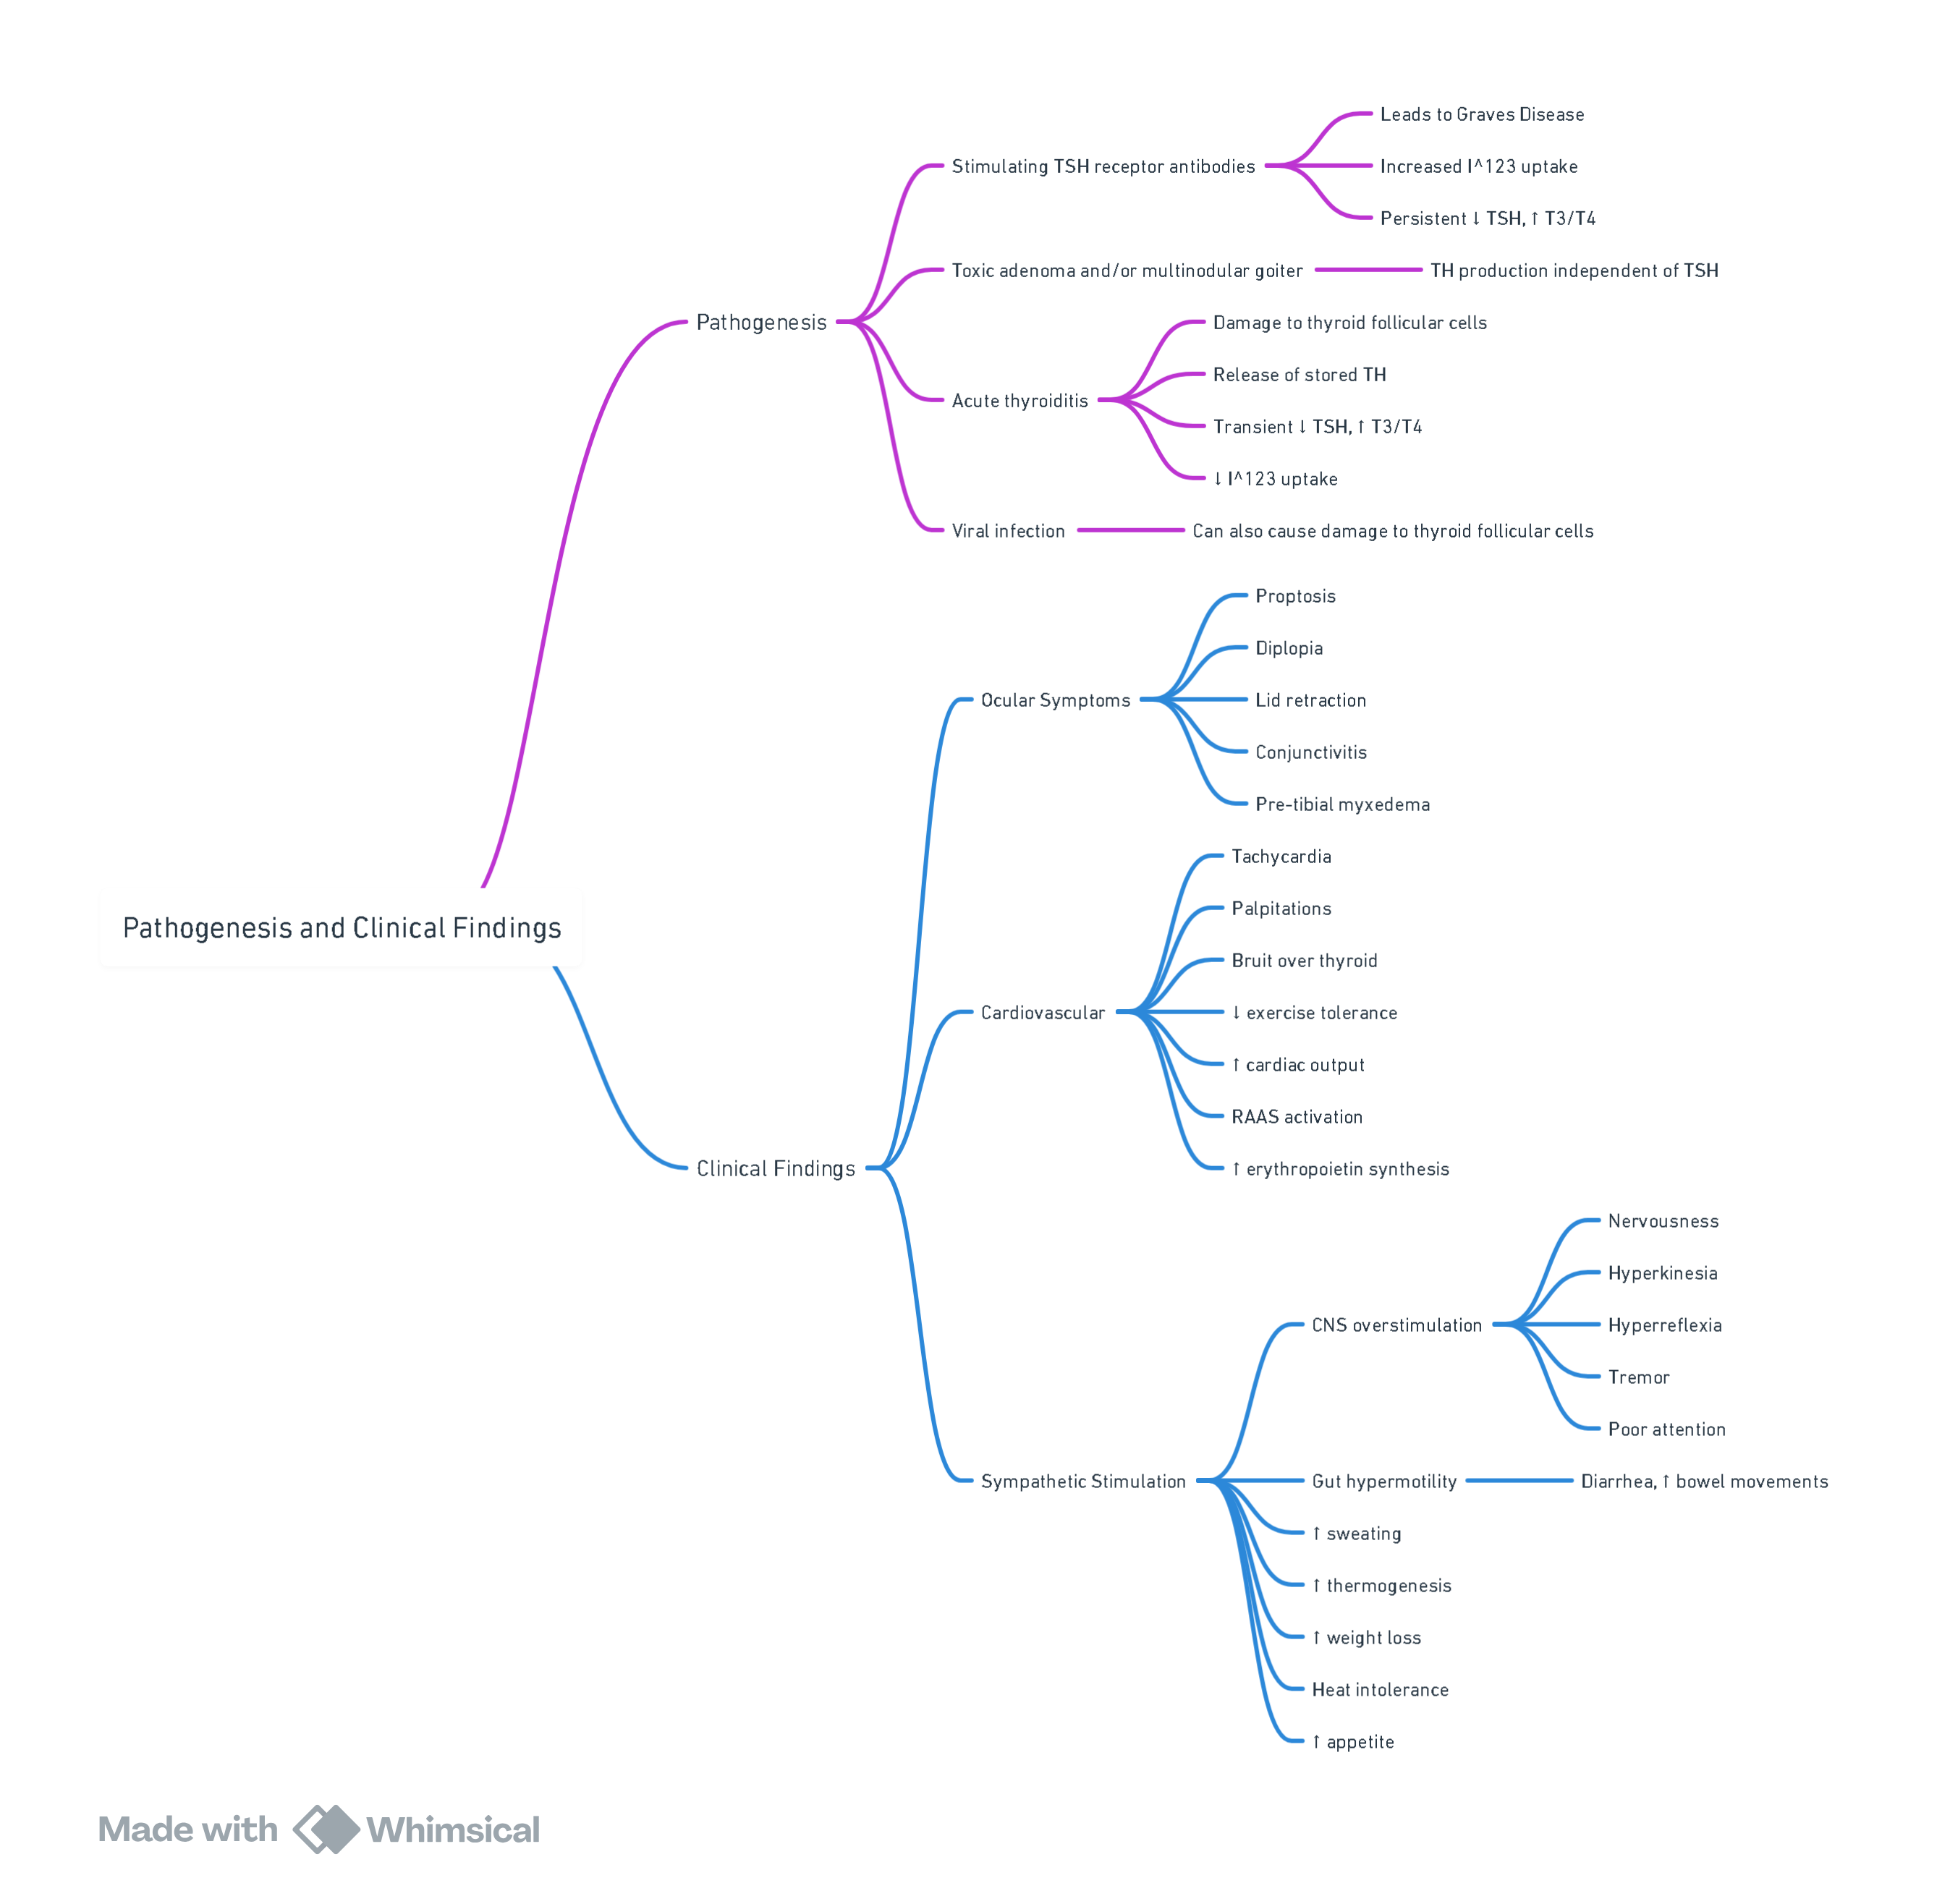 Pathogenesis and Clinical Findings
Pathogenesis
Stimulating TSH receptor antibodies
Leads to Graves Disease
Increased I^123 uptake
Persistent ↓ TSH, ↑ T3/T4
Toxic adenoma and/or multinodular goiter
TH production independent of TSH
Acute thyroiditis
Damage to thyroid follicular cells
Release of stored TH
Transient ↓ TSH, ↑ T3/T4
↓ I^123 uptake
Viral infection
Can also cause damage to thyroid follicular cells
Clinical Findings
Ocular Symptoms
Proptosis
Diplopia
Lid retraction
Conjunctivitis
Pre-tibial myxedema
Cardiovascular
Tachycardia
Palpitations
Bruit over thyroid
↓ exercise tolerance
↑ cardiac output
RAAS activation
↑ erythropoietin synthesis
Sympathetic Stimulation
CNS overstimulation
Nervousness
Hyperkinesia
Hyperreflexia
Tremor
Poor attention
Gut hypermotility
Diarrhea, ↑ bowel movements
↑ sweating
↑ thermogenesis
↑ weight loss
Heat intolerance
↑ appetite
Made with Whimsical